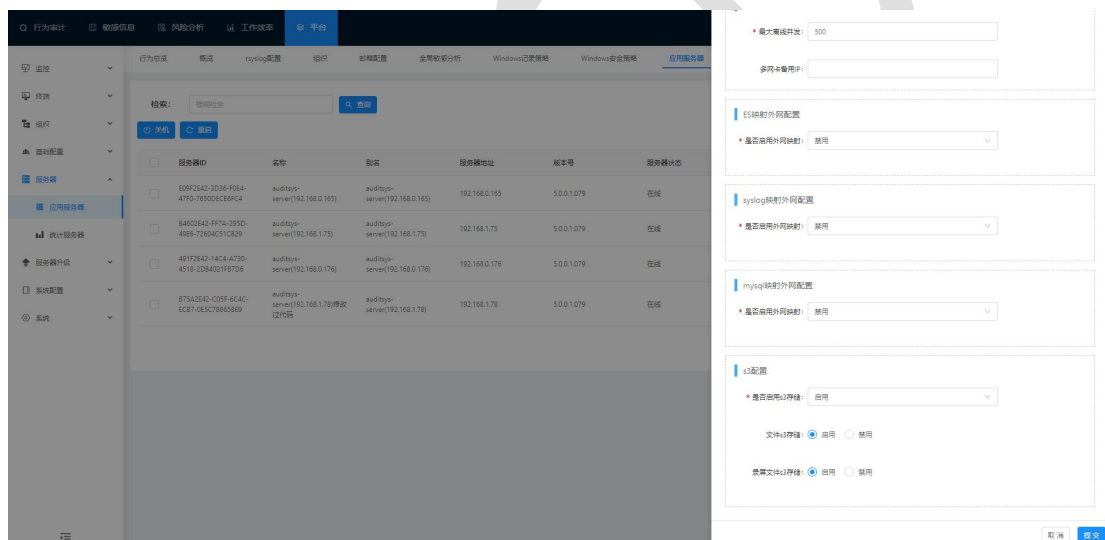 行为审计 敏感信息 风险分析 工作效率 平台
行为总览 概览 rsyslog配置 组织 邮箱配置 全局敏感分析 Windows记录策略 Windows安全策略 应用服务器
监控
终端
组织
基础配置
服务器
应用服务器
统计服务器
服务器升级
系统配置
系统
检索: 查询
关机 重启
服务器ID 名称 别名 服务器地址 版本号 服务器状态
E09F2E42-3D36-F0E4-47F0-7650DECE6FC4 auditsys-server(192.168.0.165) auditsys-server(192.168.0.165) 192.168.0.165 5.0.0.1.079 在线
84602E42-FF7A-295D-49E6-72604C51C829 auditsys-server(192.168.1.75) auditsys-server(192.168.1.75) 192.168.1.75 5.0.0.1.079 在线
491F2E42-14C4-A730-4518-2D84021FB7D6 auditsys-server(192.168.0.176) auditsys-server(192.168.0.176) 192.168.0.176 5.0.0.1.079 在线
875A2E42-C05F-6C4C-ECB7-0E5C786658E9 auditsys-server(192.168.1.78)修改过代码 auditsys-server(192.168.1.78) 192.168.1.78 5.0.0.1.079 在线
* 最大离线并发: 500
多网卡备用IP:
ES映射外网配置
* 是否启用外网映射: 禁用
syslog映射外网配置
* 是否启用外网映射: 禁用
mysql映射外网配置
* 是否启用外网映射: 禁用
s3配置
* 是否启用s3存储: 启用
文件s3存储: 启用 禁用
录屏文件s3存储: 启用 禁用
取消 提交